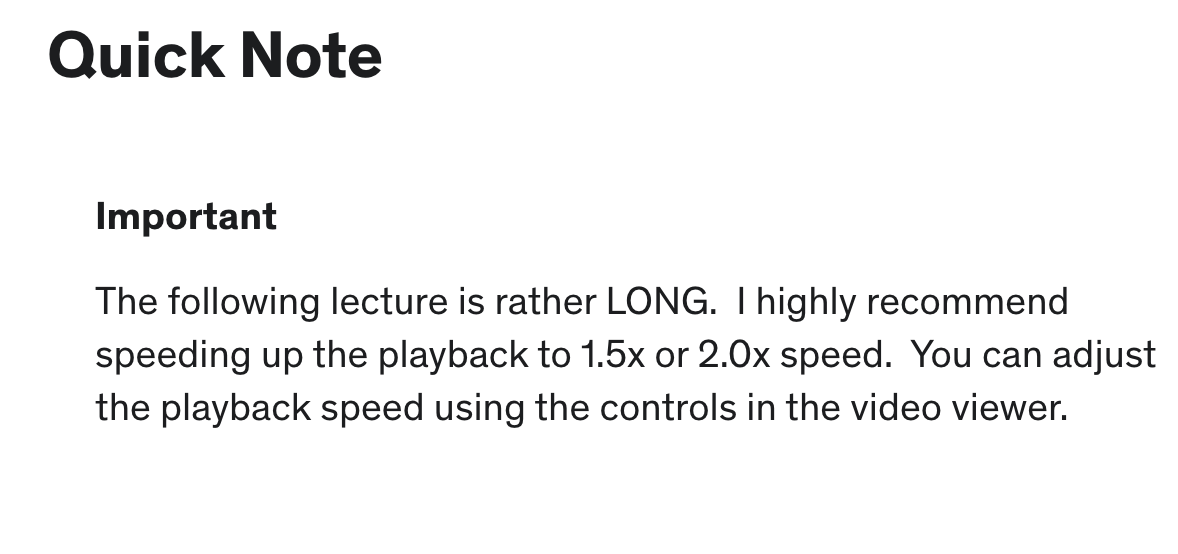 Quick Note
Important
The following lecture is rather LONG.  I highly recommend
speeding up the playback to 1.5x or 2.0x speed.  You can adjust
the playback speed using the controls in the video viewer.